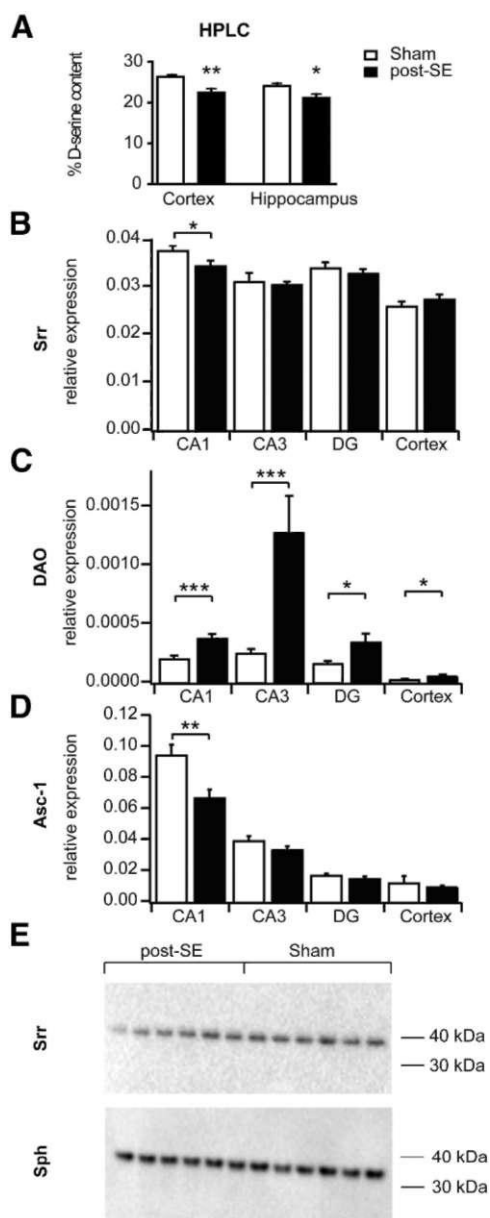 A
HPLC
Sham
post-SE
% D-serine content
30
20
10
0
**
*
Cortex
Hippocampus
B
Srr
relative expression
0.04
0.03
0.02
0.01
0.00
*
CA1
CA3
DG
Cortex
C
DAO
relative expression
0.0015
0.0010
0.0005
0.0000
***
***
*
*
CA1
CA3
DG
Cortex
D
Asc-1
relative expression
0.12
0.10
0.08
0.06
0.04
0.02
0.00
**
CA1
CA3
DG
Cortex
E
post-SE
Sham
Srr
40 kDa
30 kDa
Sph
40 kDa
30 kDa